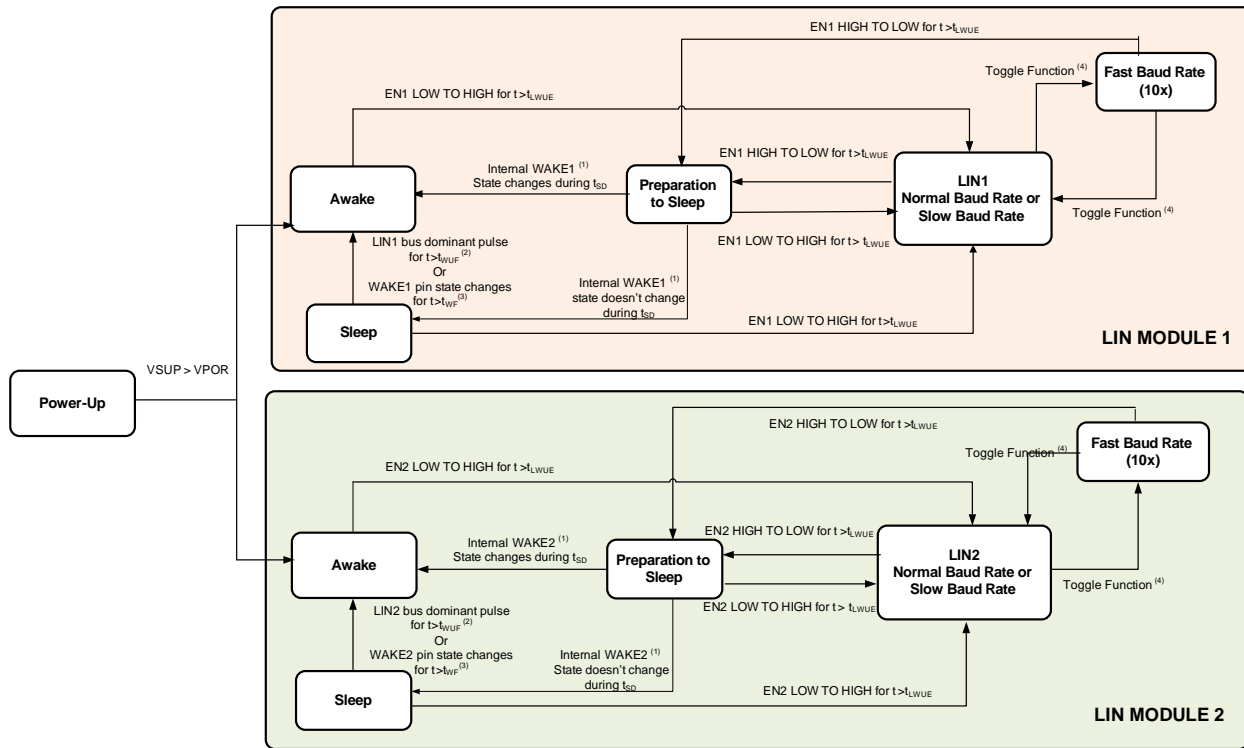 EN1 HIGH TO LOW for t >tLWUE
Toggle Function (4)
Fast Baud Rate
(10x)
EN1 LOW TO HIGH for t>tLWUE
EN1 HIGH TO LOW for t>tLWUE
Internal WAKE1 (1)
State changes during tSD
Awake
Preparation
to Sleep
LIN1
Normal Baud Rate or
Slow Baud Rate
Toggle Function (4)
EN1 LOW TO HIGH for t> tLWUE
LIN1 bus dominant pulse
for t>tWUF (2)
Or
WAKE1 pin state changes
for t>tWF (3)
Internal WAKE1 (1)
state doesn't change
during tSD
Sleep
EN1 LOW TO HIGH for t>tLWUE
LIN MODULE 1
Power-Up
VSUP > VPOR
EN2 HIGH TO LOW for t >tLWUE
Toggle Function (4)
Fast Baud Rate
(10x)
EN2 LOW TO HIGH for t >tLWUE
EN2 HIGH TO LOW for t >tLWUE
Internal WAKE2 (1)
State changes during tSD
Awake
Preparation to
Sleep
LIN2
Normal Baud Rate or
Slow Baud Rate
Toggle Function (4)
EN2 LOW TO HIGH for t> tLWUE
LIN2 bus dominant pulse
for t>tWUF (2)
Or
WAKE2 pin state changes
for t>tWF (3)
Internal WAKE2 (1)
State doesn't change
during tSD
Sleep
EN2 LOW TO HIGH for t >tLWUE
LIN MODULE 2